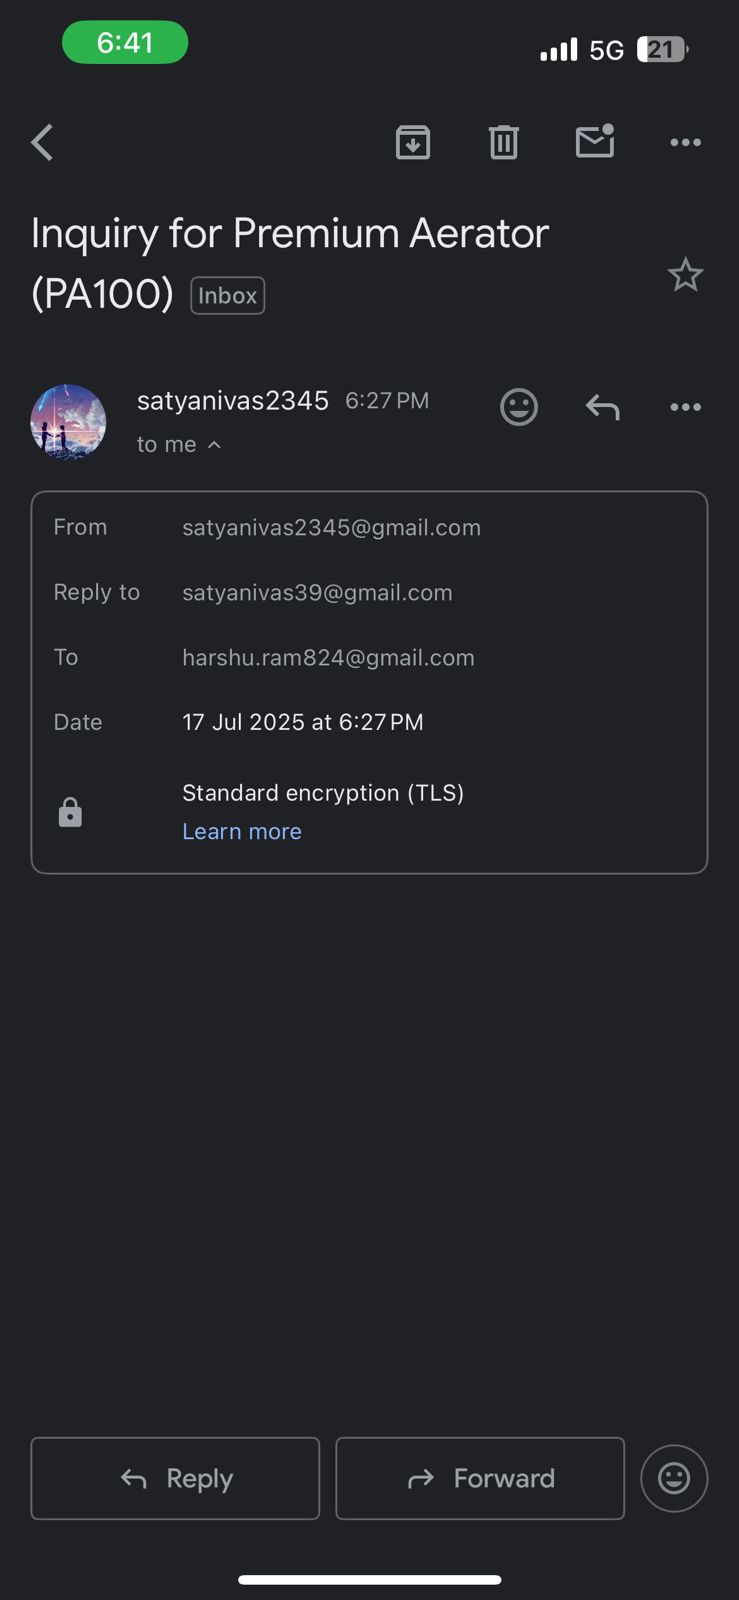 6:41
5G 21
Inquiry for Premium Aerator
(PA100) Inbox
satyanivas2345 6:27 PM
to me
From satyanivas2345@gmail.com
Reply to satyanivas39@gmail.com
To harshu.ram824@gmail.com
Date 17 Jul 2025 at 6:27 PM
Standard encryption (TLS)
Learn more
Reply Forward